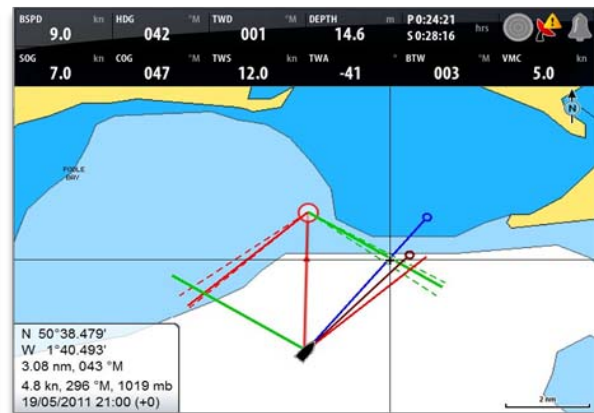 BSPD kn HDG °M TWD °M DEPTH m P 0:24:21 hrs
9.0 042 001 14.6 S 0:28:16
SOG kn COG °M TWS kn TWA ° BTW °M VMC kn
7.0 047 12.0 -41 003 5.0
N
POOLE
BAY
N 50°38.479'
W 1°40.493'
3.08 nm, 043 °M
4.8 kn, 296 °M, 1019 mb
19/05/2011 21:00 (+0)
2 nm